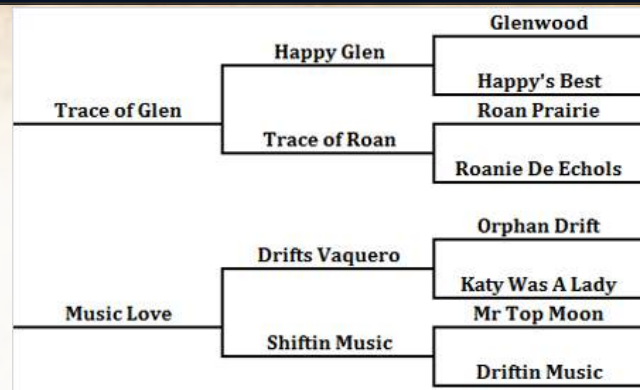 Glenwood
Happy Glen
Happy's Best
Trace of Glen
Roan Prairie
Trace of Roan
Roanie De Echols
Orphan Drift
Drifts Vaquero
Katy Was A Lady
Music Love
Mr Top Moon
Shiftin Music
Driftin Music